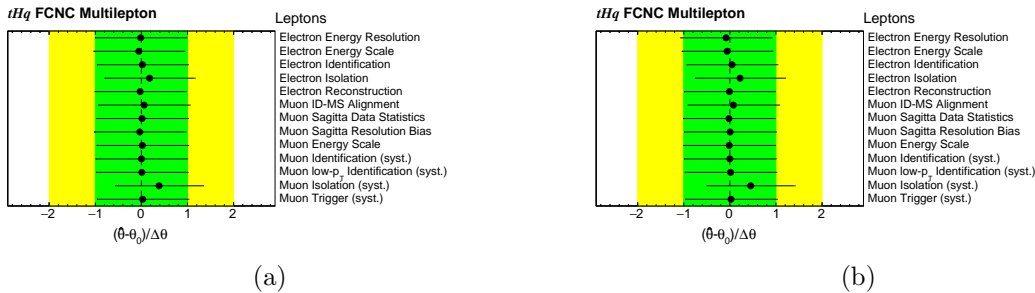 tHq FCNC Multilepton
Leptons
Electron Energy Resolution
Electron Energy Scale
Electron Identification
Electron Isolation
Electron Reconstruction
Muon ID-MS Alignment
Muon Sagitta Data Statistics
Muon Sagitta Resolution Bias
Muon Energy Scale
Muon Identification (syst.)
Muon low-p_T Identification (syst.)
Muon Isolation (syst.)
Muon Trigger (syst.)
−2 −1 0 1 2
(θ̂-θ₀)/Δθ
(a)
tHq FCNC Multilepton
Leptons
Electron Energy Resolution
Electron Energy Scale
Electron Identification
Electron Isolation
Electron Reconstruction
Muon ID-MS Alignment
Muon Sagitta Data Statistics
Muon Sagitta Resolution Bias
Muon Energy Scale
Muon Identification (syst.)
Muon low-p_T Identification (syst.)
Muon Isolation (syst.)
Muon Trigger (syst.)
−2 −1 0 1 2
(θ̂-θ₀)/Δθ
(b)